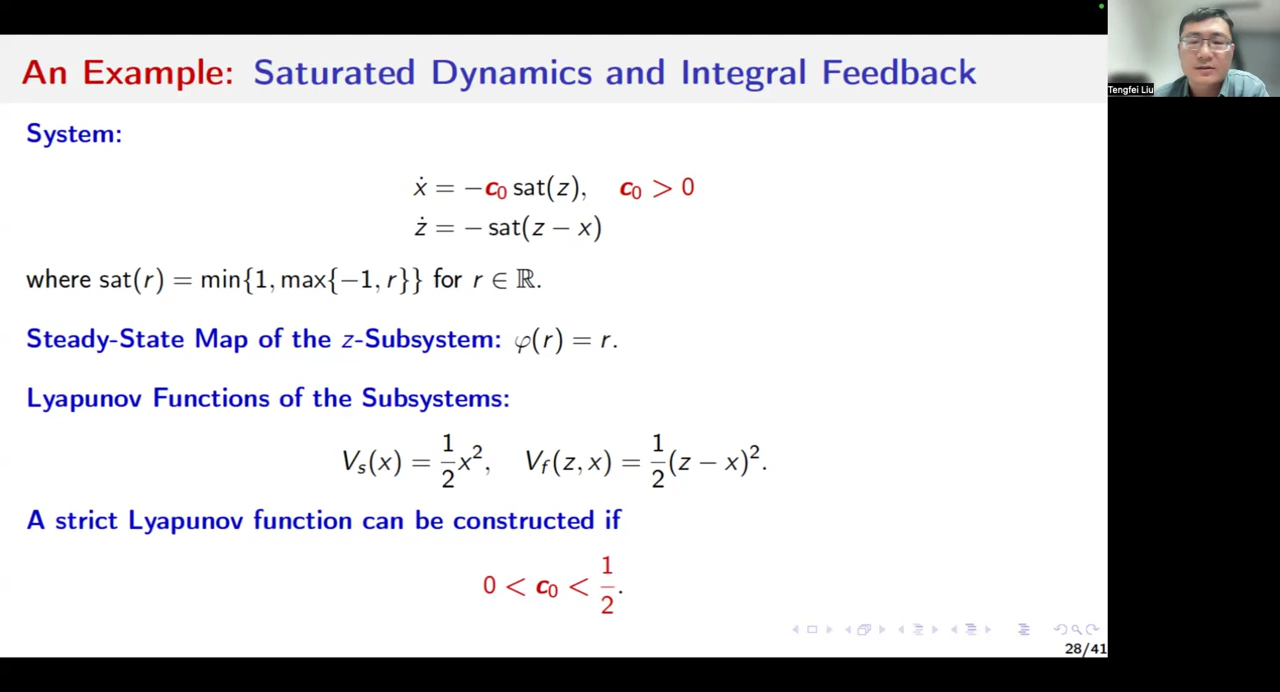 An Example: Saturated Dynamics and Integral Feedback
Tengfei Liu
System:
ẋ = −c₀ sat(z), c₀ > 0
ż = − sat(z − x)
where sat(r) = min{1, max{−1, r}} for r ∈ ℝ.
Steady-State Map of the z-Subsystem: φ(r) = r.
Lyapunov Functions of the Subsystems:
Vₛ(x) = 1/2 x², V_f(z, x) = 1/2 (z − x)².
A strict Lyapunov function can be constructed if
0 < c₀ < 1/2.
28/41